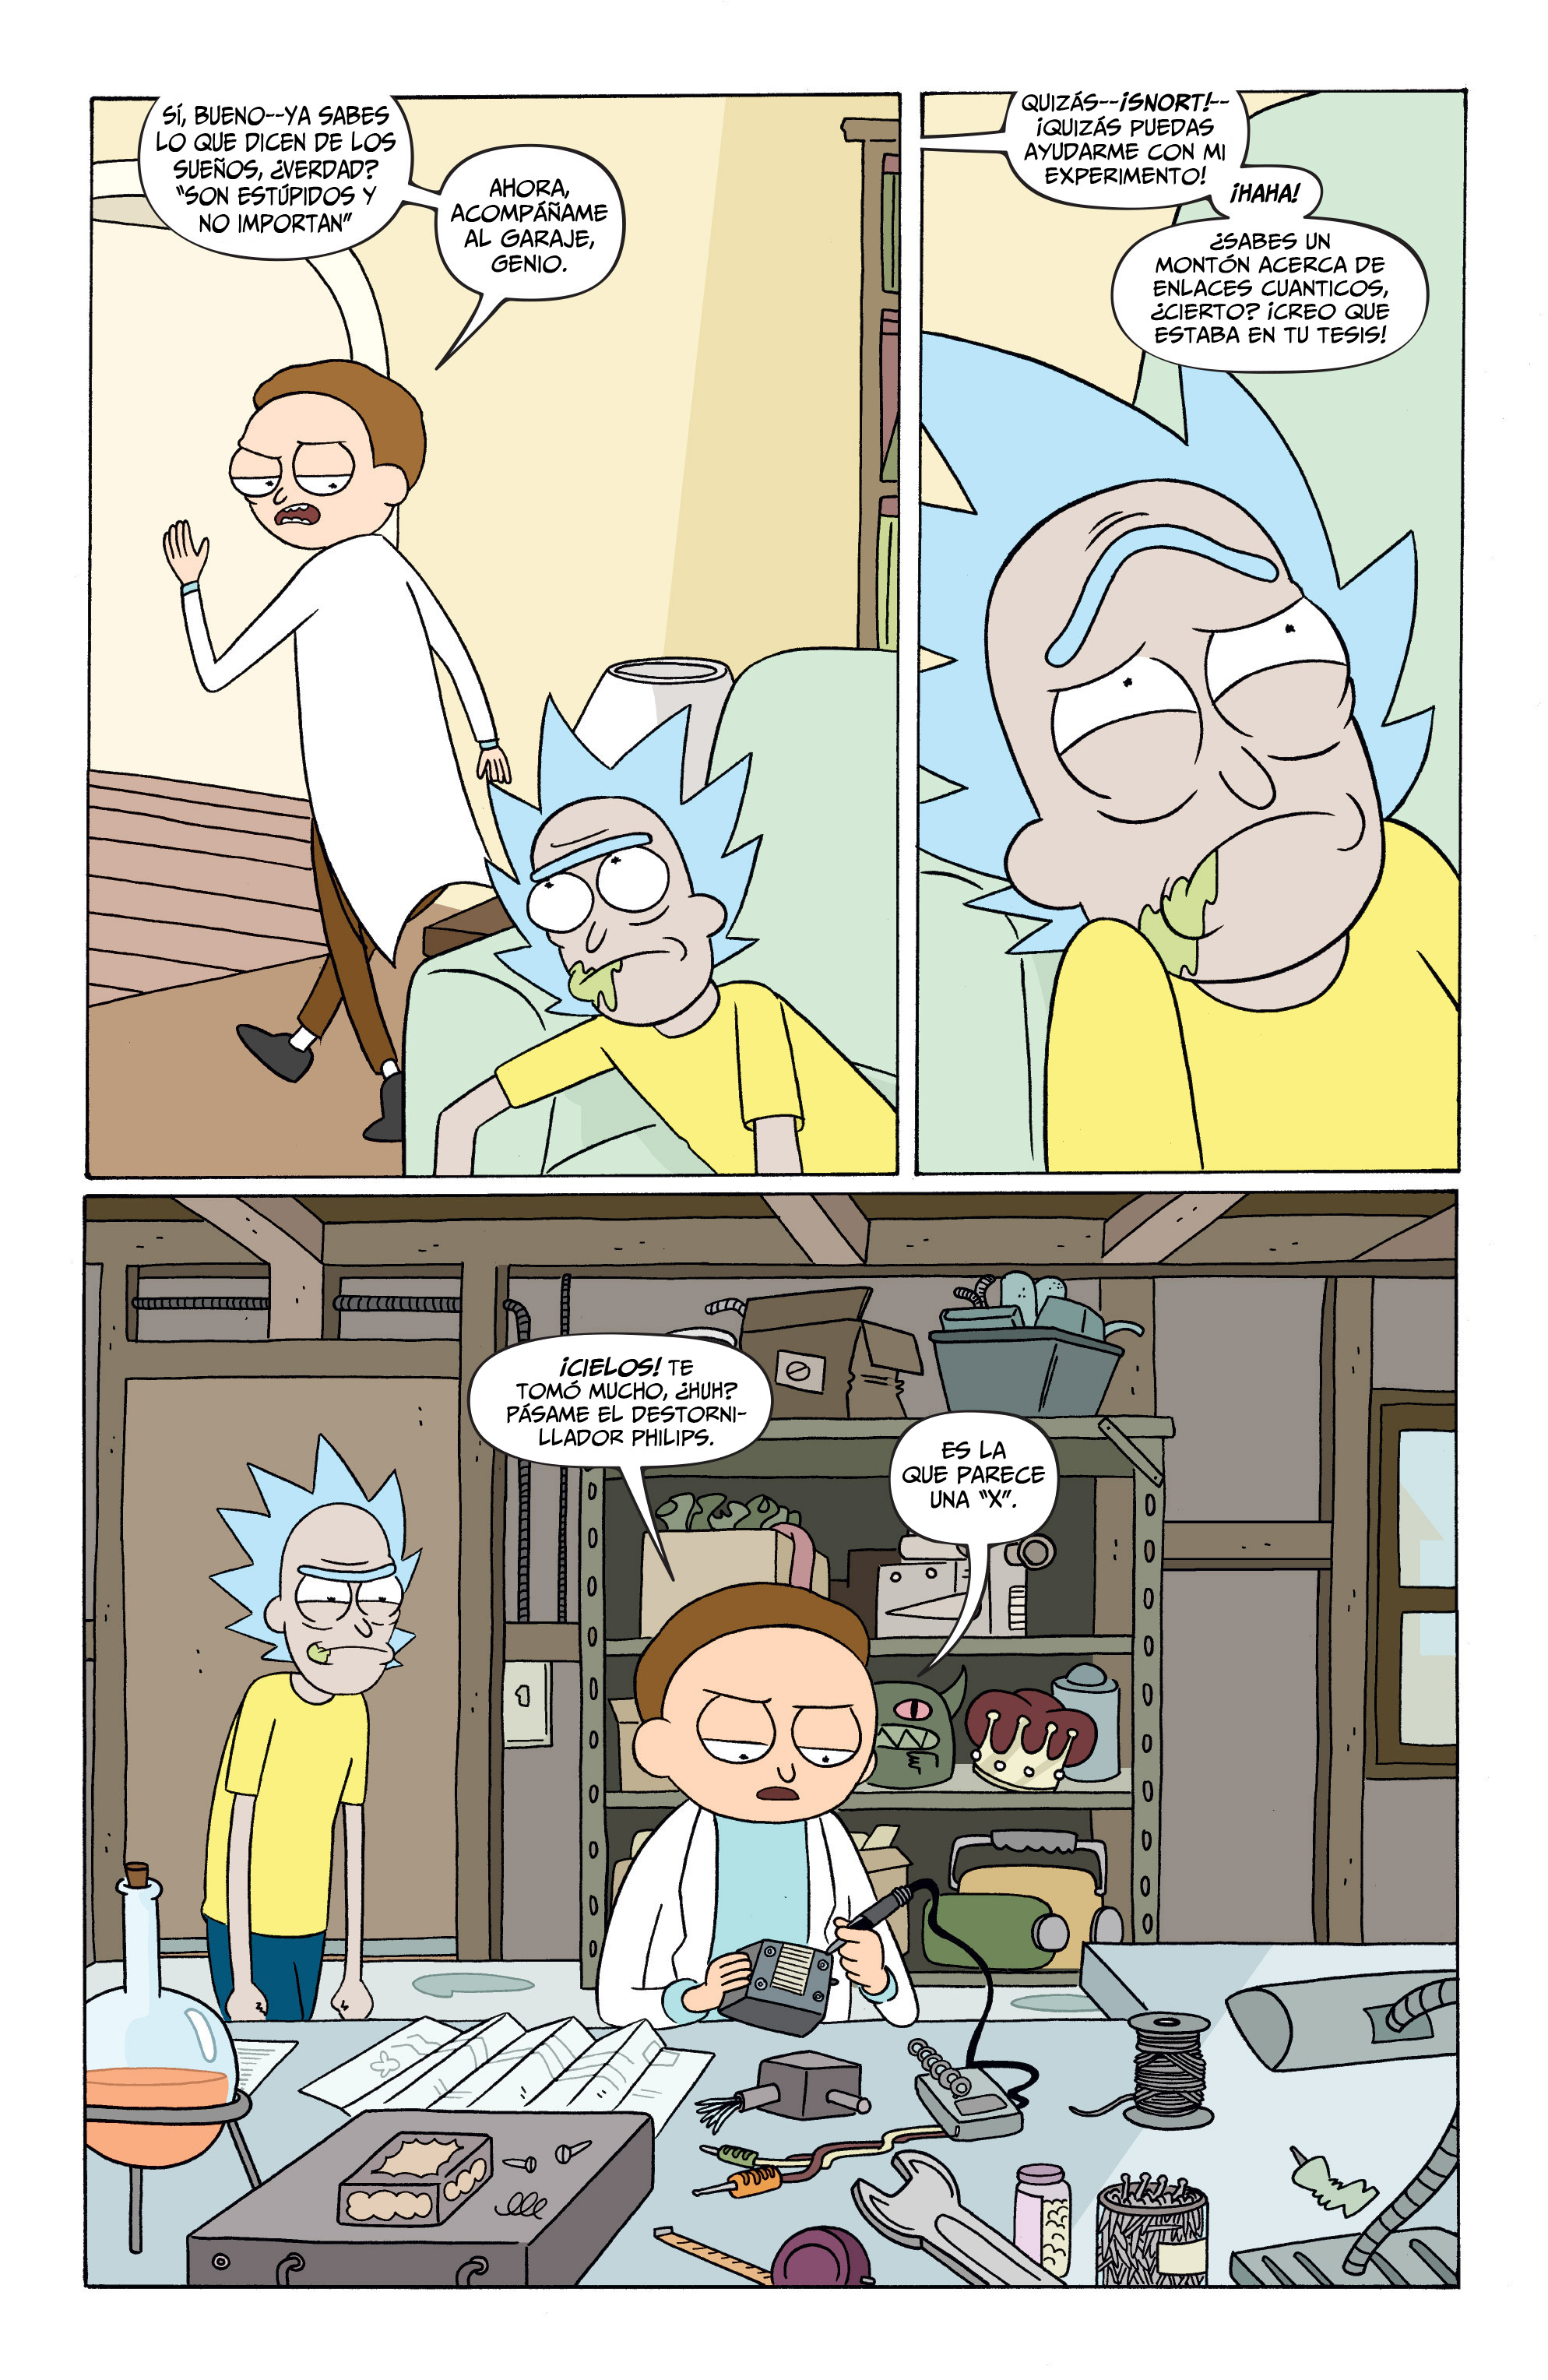 SÍ, BUENO--YA SABES
LO QUE DICEN DE LOS
SUEÑOS, ¿VERDAD?
"SON ESTÚPIDOS Y
NO IMPORTAN"
AHORA,
ACOMPÁÑAME
AL GARAJE,
GENIO.
QUIZÁS--¡SNORT!--
¡QUIZÁS PUEDAS
AYUDARME CON MI
EXPERIMENTO!
¡HAHA!
¿SABES UN
MONTÓN ACERCA DE
ENLACES CUANTICOS,
¿CIERTO? ¡CREO QUE
ESTABA EN TU TESIS!
¡CIELOS! TE
TOMÓ MUCHO, ¿HUH?
PÁSAME EL DESTORNI-
LLADOR PHILIPS.
ES LA
QUE PARECE
UNA "X".